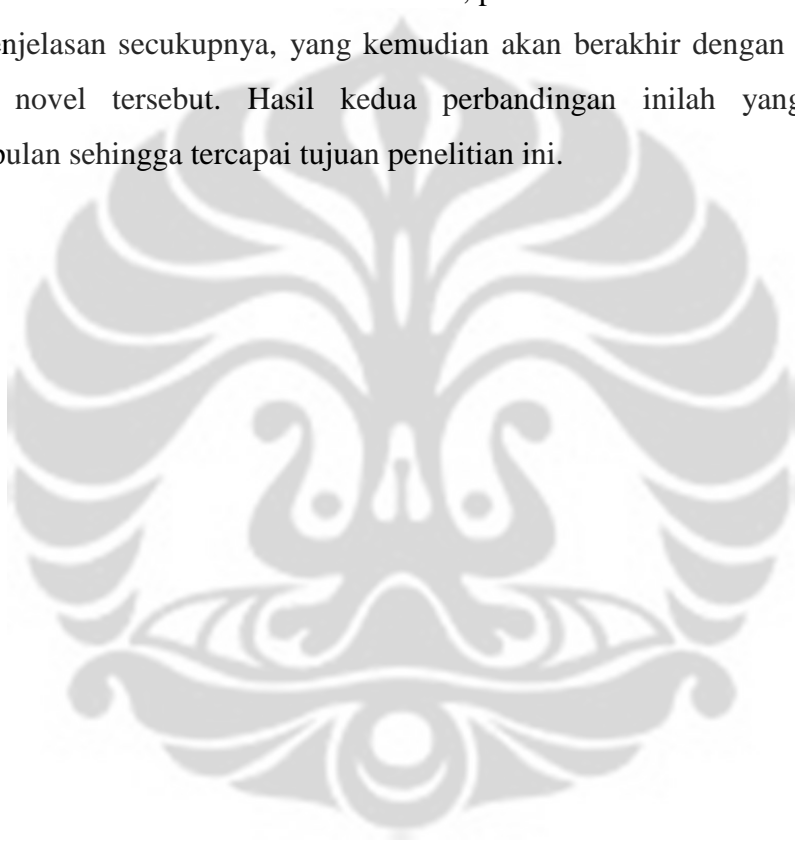 enjelasan secukupnya, yang kemudian akan berakhir dengan
novel tersebut. Hasil kedua perbandingan inilah yang
pulan sehingga tercapai tujuan penelitian ini.